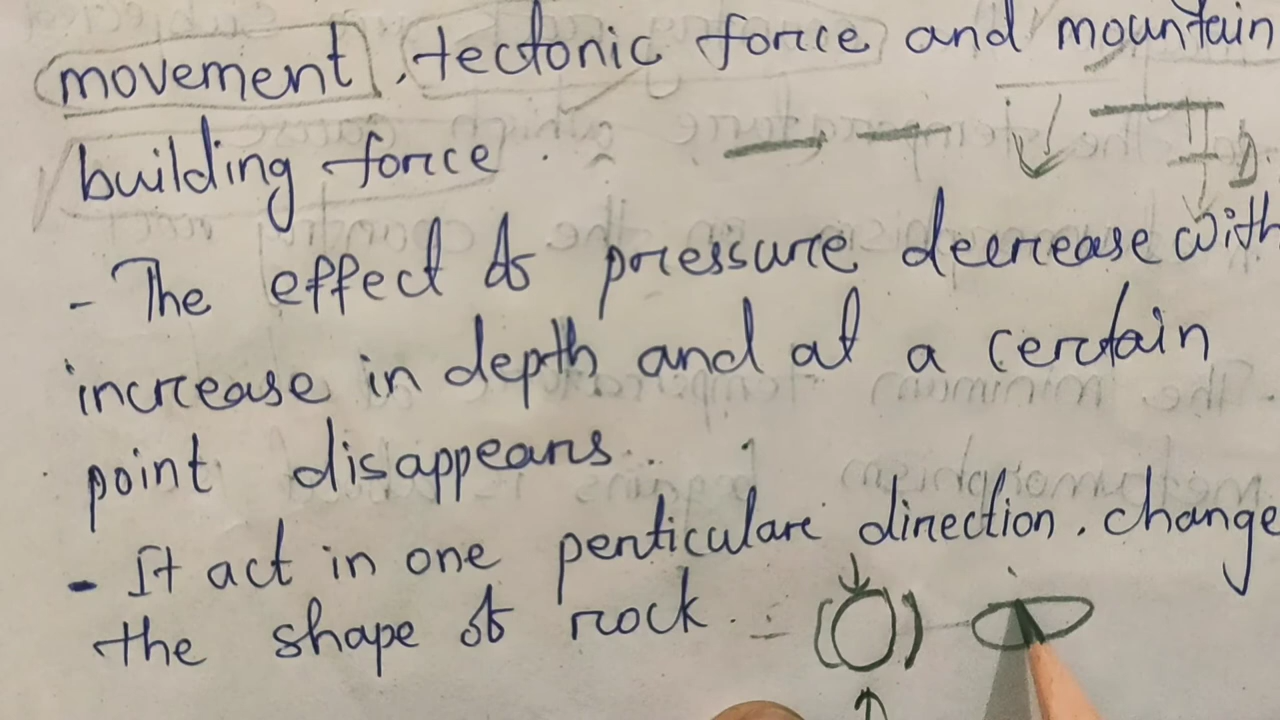 movement, tectonic force and mountain
building force.
D.
- The effect of pressure decrease with
increase in depth and at a certain
point disappears.
- It act in one perticulare direction. change
the shape of rock.